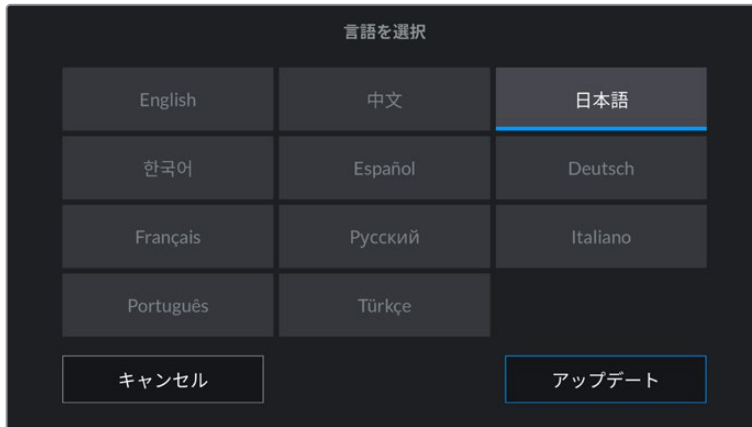 言語を選択
English 中文 日本語
한국어 Español Deutsch
Français Русский Italiano
Português Türkçe
キャンセル アップデート